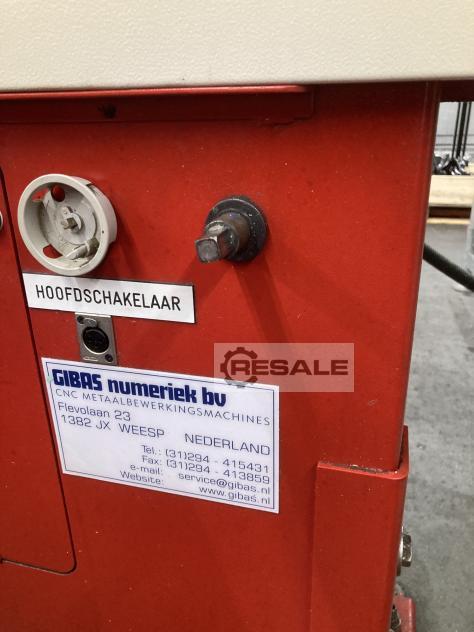 HOOFDSCHAKELAAR
RESALE
GIBAS numeriek bv
CNC METAALBEWERKINGSMACHINES
Flevolaan 23
1382 JX WEESP NEDERLAND
Tel.: (31)294 - 415431
Fax: (31)294 - 413859
e-mail: service@gibas.nl
Website: www.gibas.nl